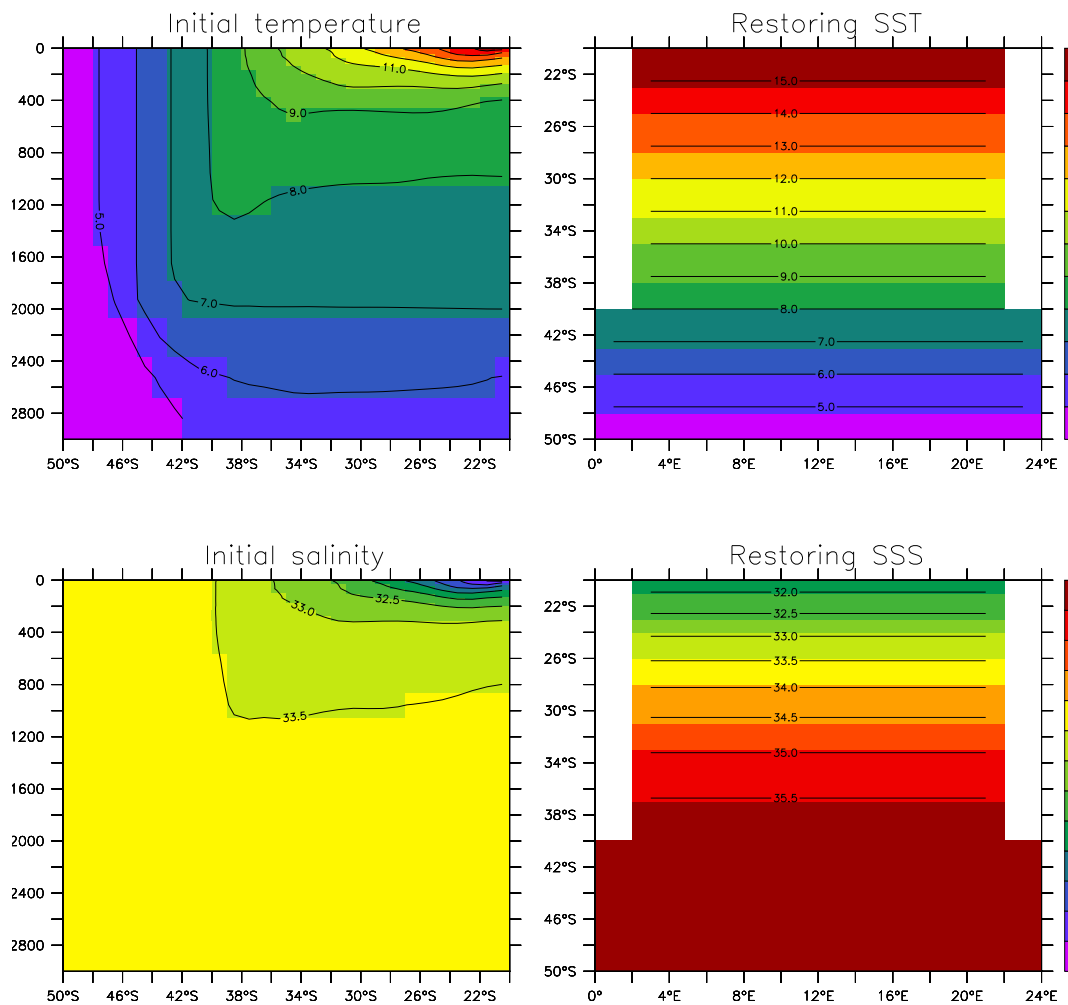 Initial temperature
0
400
800
1200
1600
2000
2400
2800
50°S 46°S 42°S 38°S 34°S 30°S 26°S 22°S
11.0
9.0
8.0
5.0
7.0
6.0
Restoring SST
22°S
26°S
30°S
34°S
38°S
42°S
46°S
50°S
0° 4°E 8°E 12°E 16°E 20°E 24°E
15.0
14.0
13.0
12.0
11.0
10.0
9.0
8.0
7.0
6.0
5.0
Initial salinity
0
400
800
1200
1600
2000
2400
2800
50°S 46°S 42°S 38°S 34°S 30°S 26°S 22°S
32.5
33.0
33.5
Restoring SSS
22°S
26°S
30°S
34°S
38°S
42°S
46°S
50°S
0° 4°E 8°E 12°E 16°E 20°E 24°E
32.0
32.5
33.0
33.5
34.0
34.5
35.0
35.5